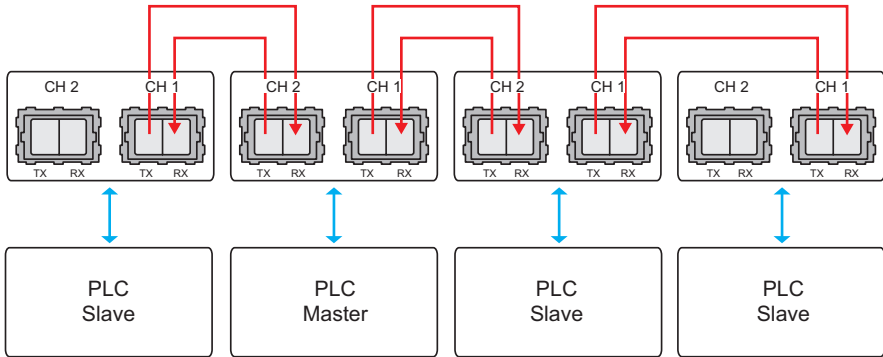 CH 2 CH 1 CH 2 CH 1 CH 2 CH 1 CH 2 CH 1
TX RX TX RX TX RX TX RX TX RX TX RX TX RX TX RX
PLC PLC PLC PLC
Slave Master Slave Slave